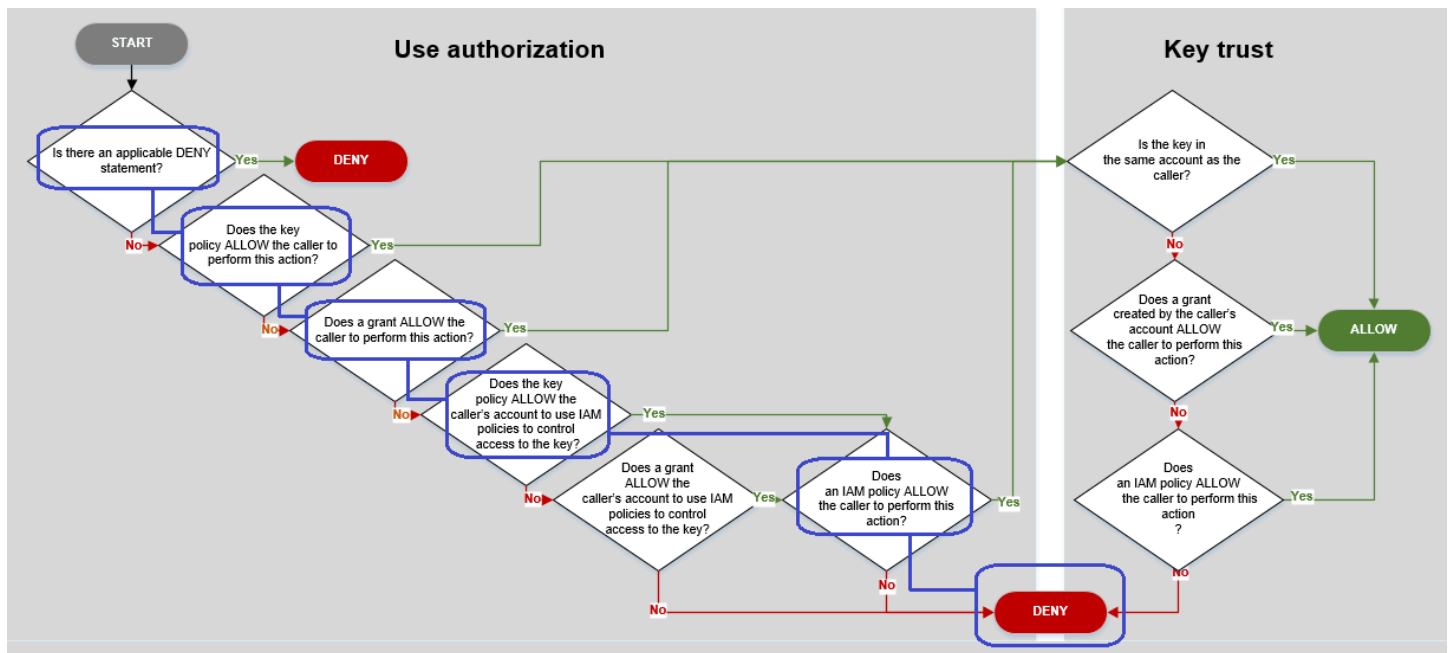 Use authorization
Key trust
START
Is there an applicable DENY
statement?
Yes
DENY
No
Does the key
policy ALLOW the caller to
perform this action?
Yes
No
Does a grant ALLOW the
caller to perform this action?
Yes
No
Does the key
policy ALLOW the
caller's account to use IAM
policies to control
access to the key?
Yes
No
Does a grant
ALLOW the
caller's account to use IAM
policies to control
access to the key?
Yes
No
Does
an IAM policy ALLOW
the caller to perform this
action?
Yes
No
DENY
Is the key in
the same account as the
caller?
Yes
No
Does a grant
created by the caller's
account ALLOW
the caller to perform this
action?
Yes
ALLOW
No
Does
an IAM policy ALLOW
the caller to perform this
action
?
Yes
No